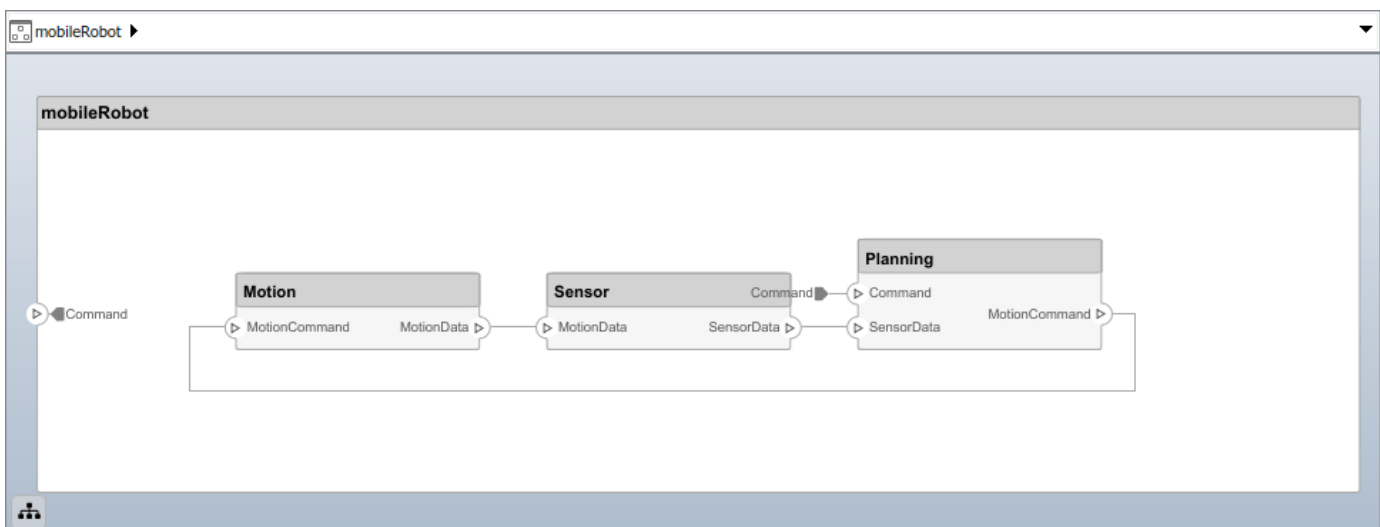 mobileRobot
mobileRobot
Planning
Motion
Sensor
Command
Command
Command
MotionCommand
MotionCommand
MotionData
MotionData
SensorData
SensorData